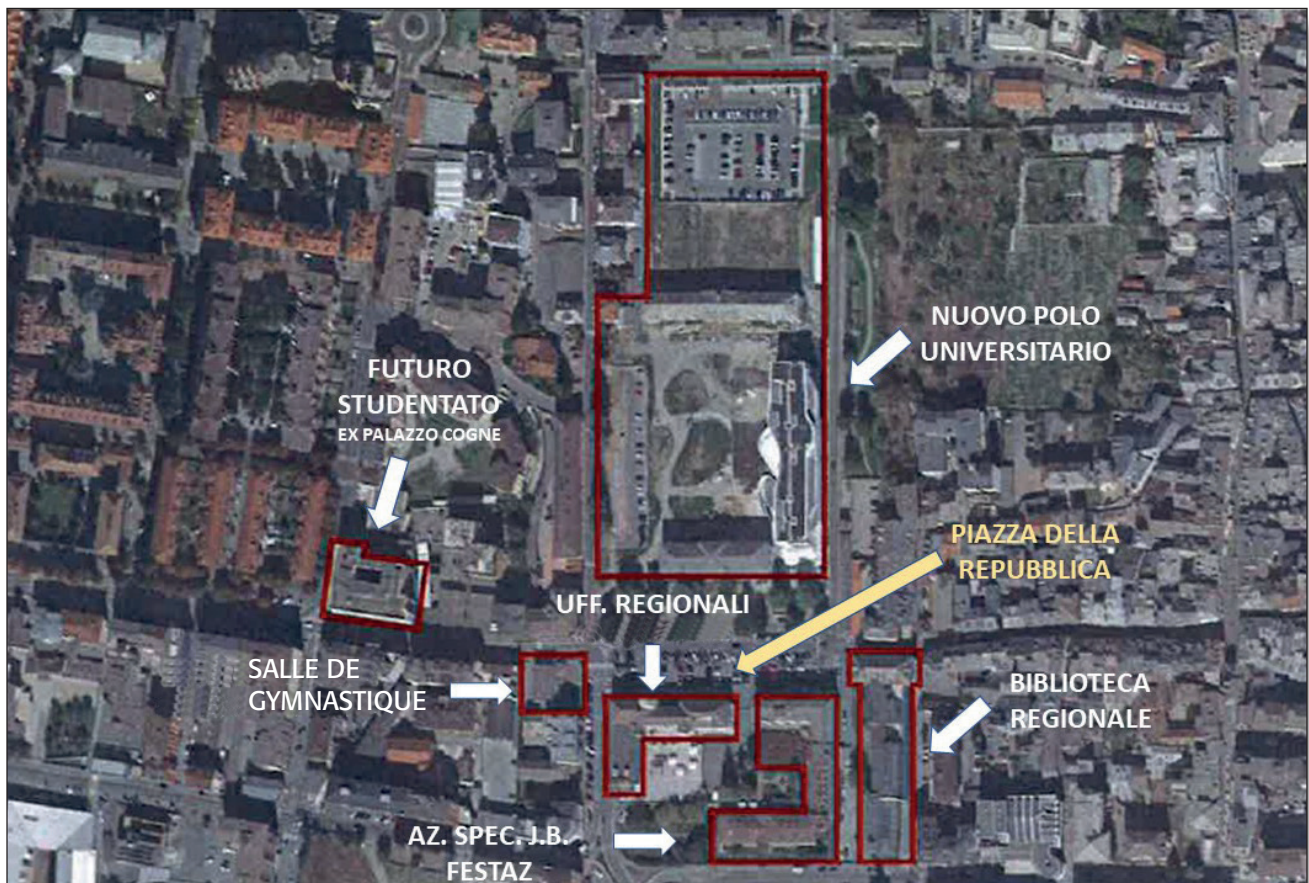 NUOVO POLO
UNIVERSITARIO
FUTURO
STUDENTATO
EX PALAZZO COGNE
PIAZZA DELLA
REPUBBLICA
UFF. REGIONALI
SALLE DE
GYMNASTIQUE
BIBLIOTECA
REGIONALE
AZ. SPEC. J.B.
FESTAZ